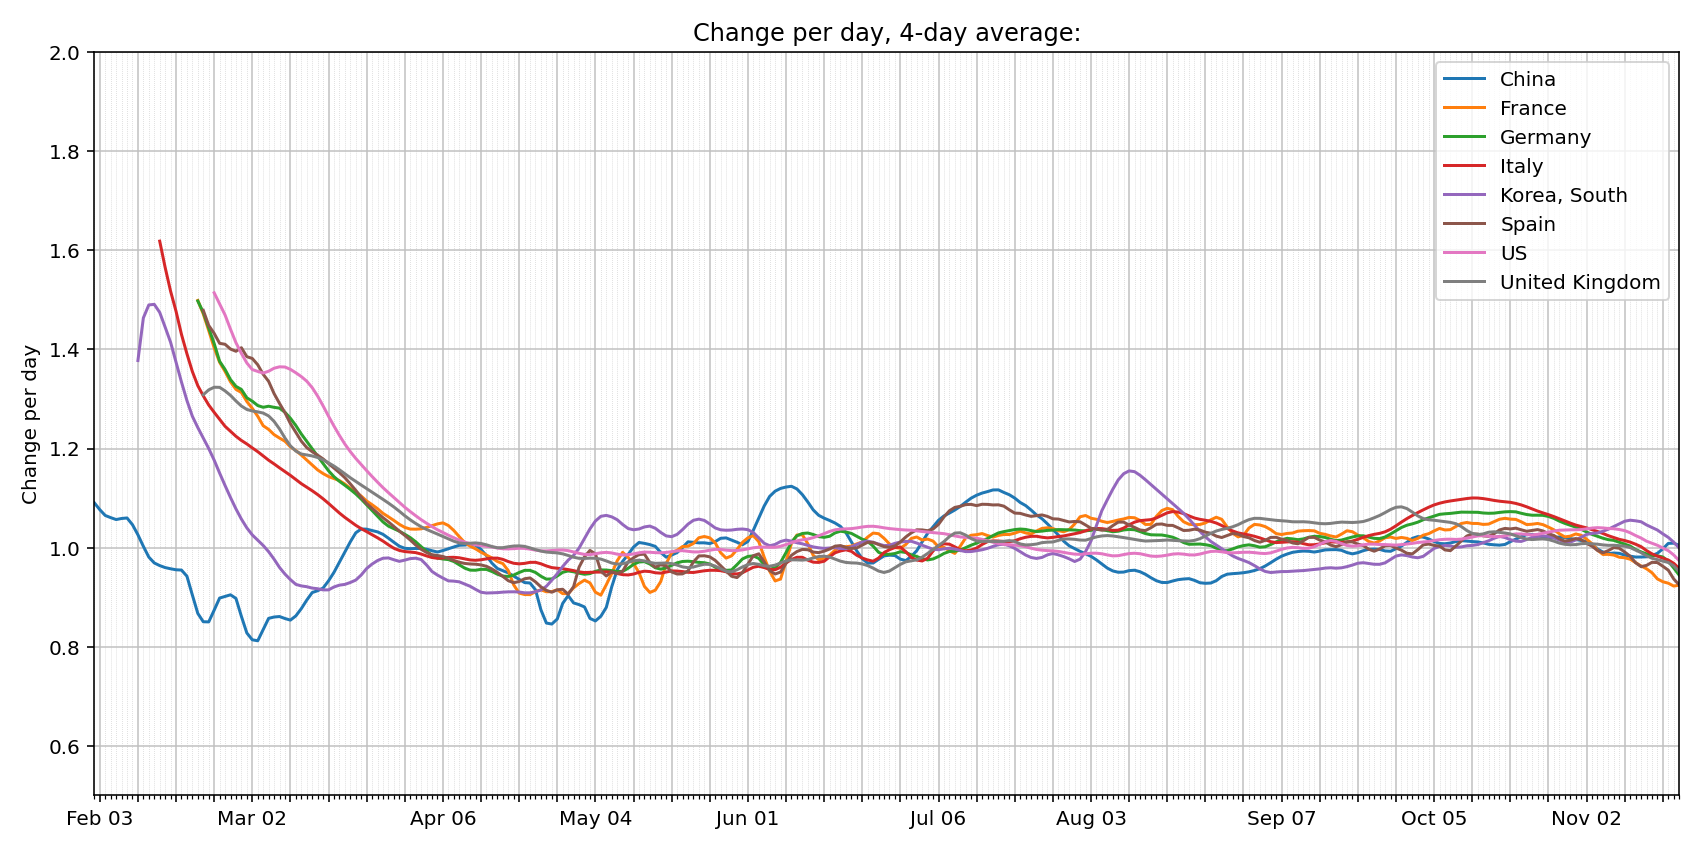 Change per day, 4-day average:
2.0
1.8
1.6
1.4
1.2
1.0
0.8
0.6
Change per day
China
France
Germany
Italy
Korea, South
Spain
US
United Kingdom
Feb 03 Mar 02 Apr 06 May 04 Jun 01 Jul 06 Aug 03 Sep 07 Oct 05 Nov 02